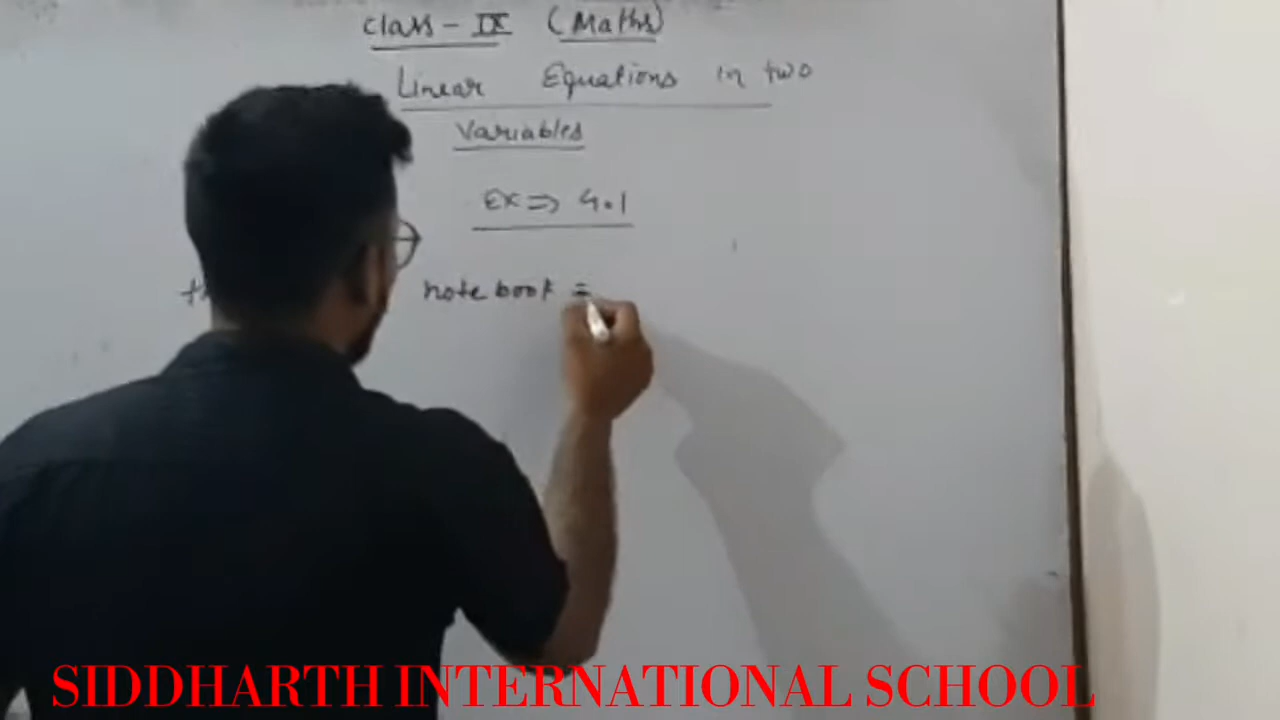 Class - IX (Maths)
Linear Equations in two
Variables
Ex => 4.1
note book =
SIDDHARTH INTERNATIONAL SCHOOL